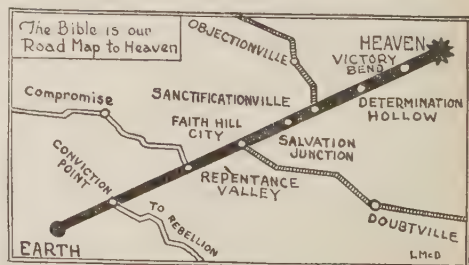 The Bible is our
Road Map to Heaven
OBJECTIONVILLE
HEAVEN
VICTORY
BEND
Compromise
SANCTIFICATIONVILLE
DETERMINATION
HOLLOW
FAITH HILL
CITY
SALVATION
JUNCTION
CONVICTION
POINT
REPENTANCE
VALLEY
TO REBELLION
DOUBTVILLE
EARTH
L.McD